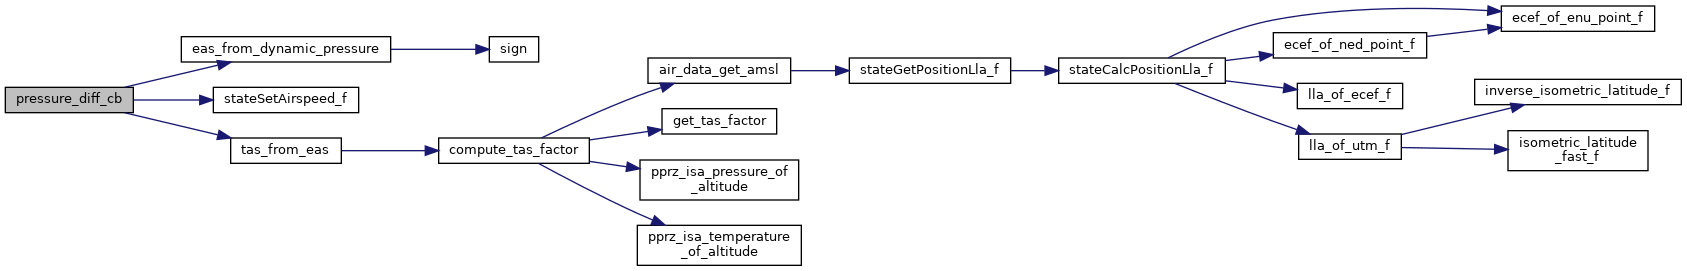 pressure_diff_cb
eas_from_dynamic_pressure
sign
stateSetAirspeed_f
tas_from_eas
compute_tas_factor
air_data_get_amsl
get_tas_factor
pprz_isa_pressure_of
_altitude
pprz_isa_temperature
_of_altitude
stateGetPositionLla_f
stateCalcPositionLla_f
ecef_of_enu_point_f
ecef_of_ned_point_f
lla_of_ecef_f
lla_of_utm_f
inverse_isometric_latitude_f
isometric_latitude
_fast_f